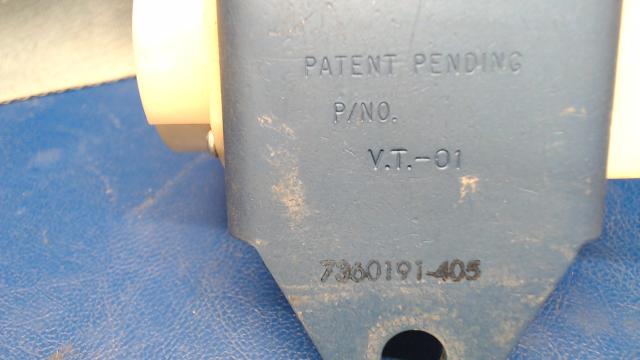 PATENT PENDING
P/NO.
V.T.-01
7360191-405